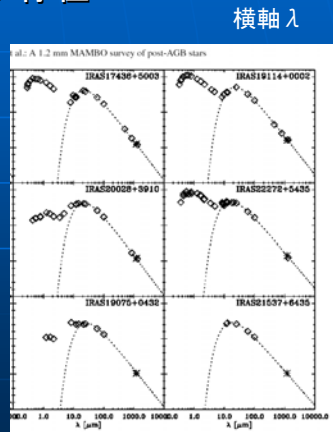 横軸λ
al.: A 1.2 mm MAMBO survey of post-AGB stars
IRAS17436+5003
IRAS19114+0002
IRAS20028+3910
IRAS22272+5435
IRAS19075+0432
IRAS21537+6435
1.0 10.0 100.0 1000.0
1.0 10.0 100.0 1000.0
λ [μm]
λ [μm]